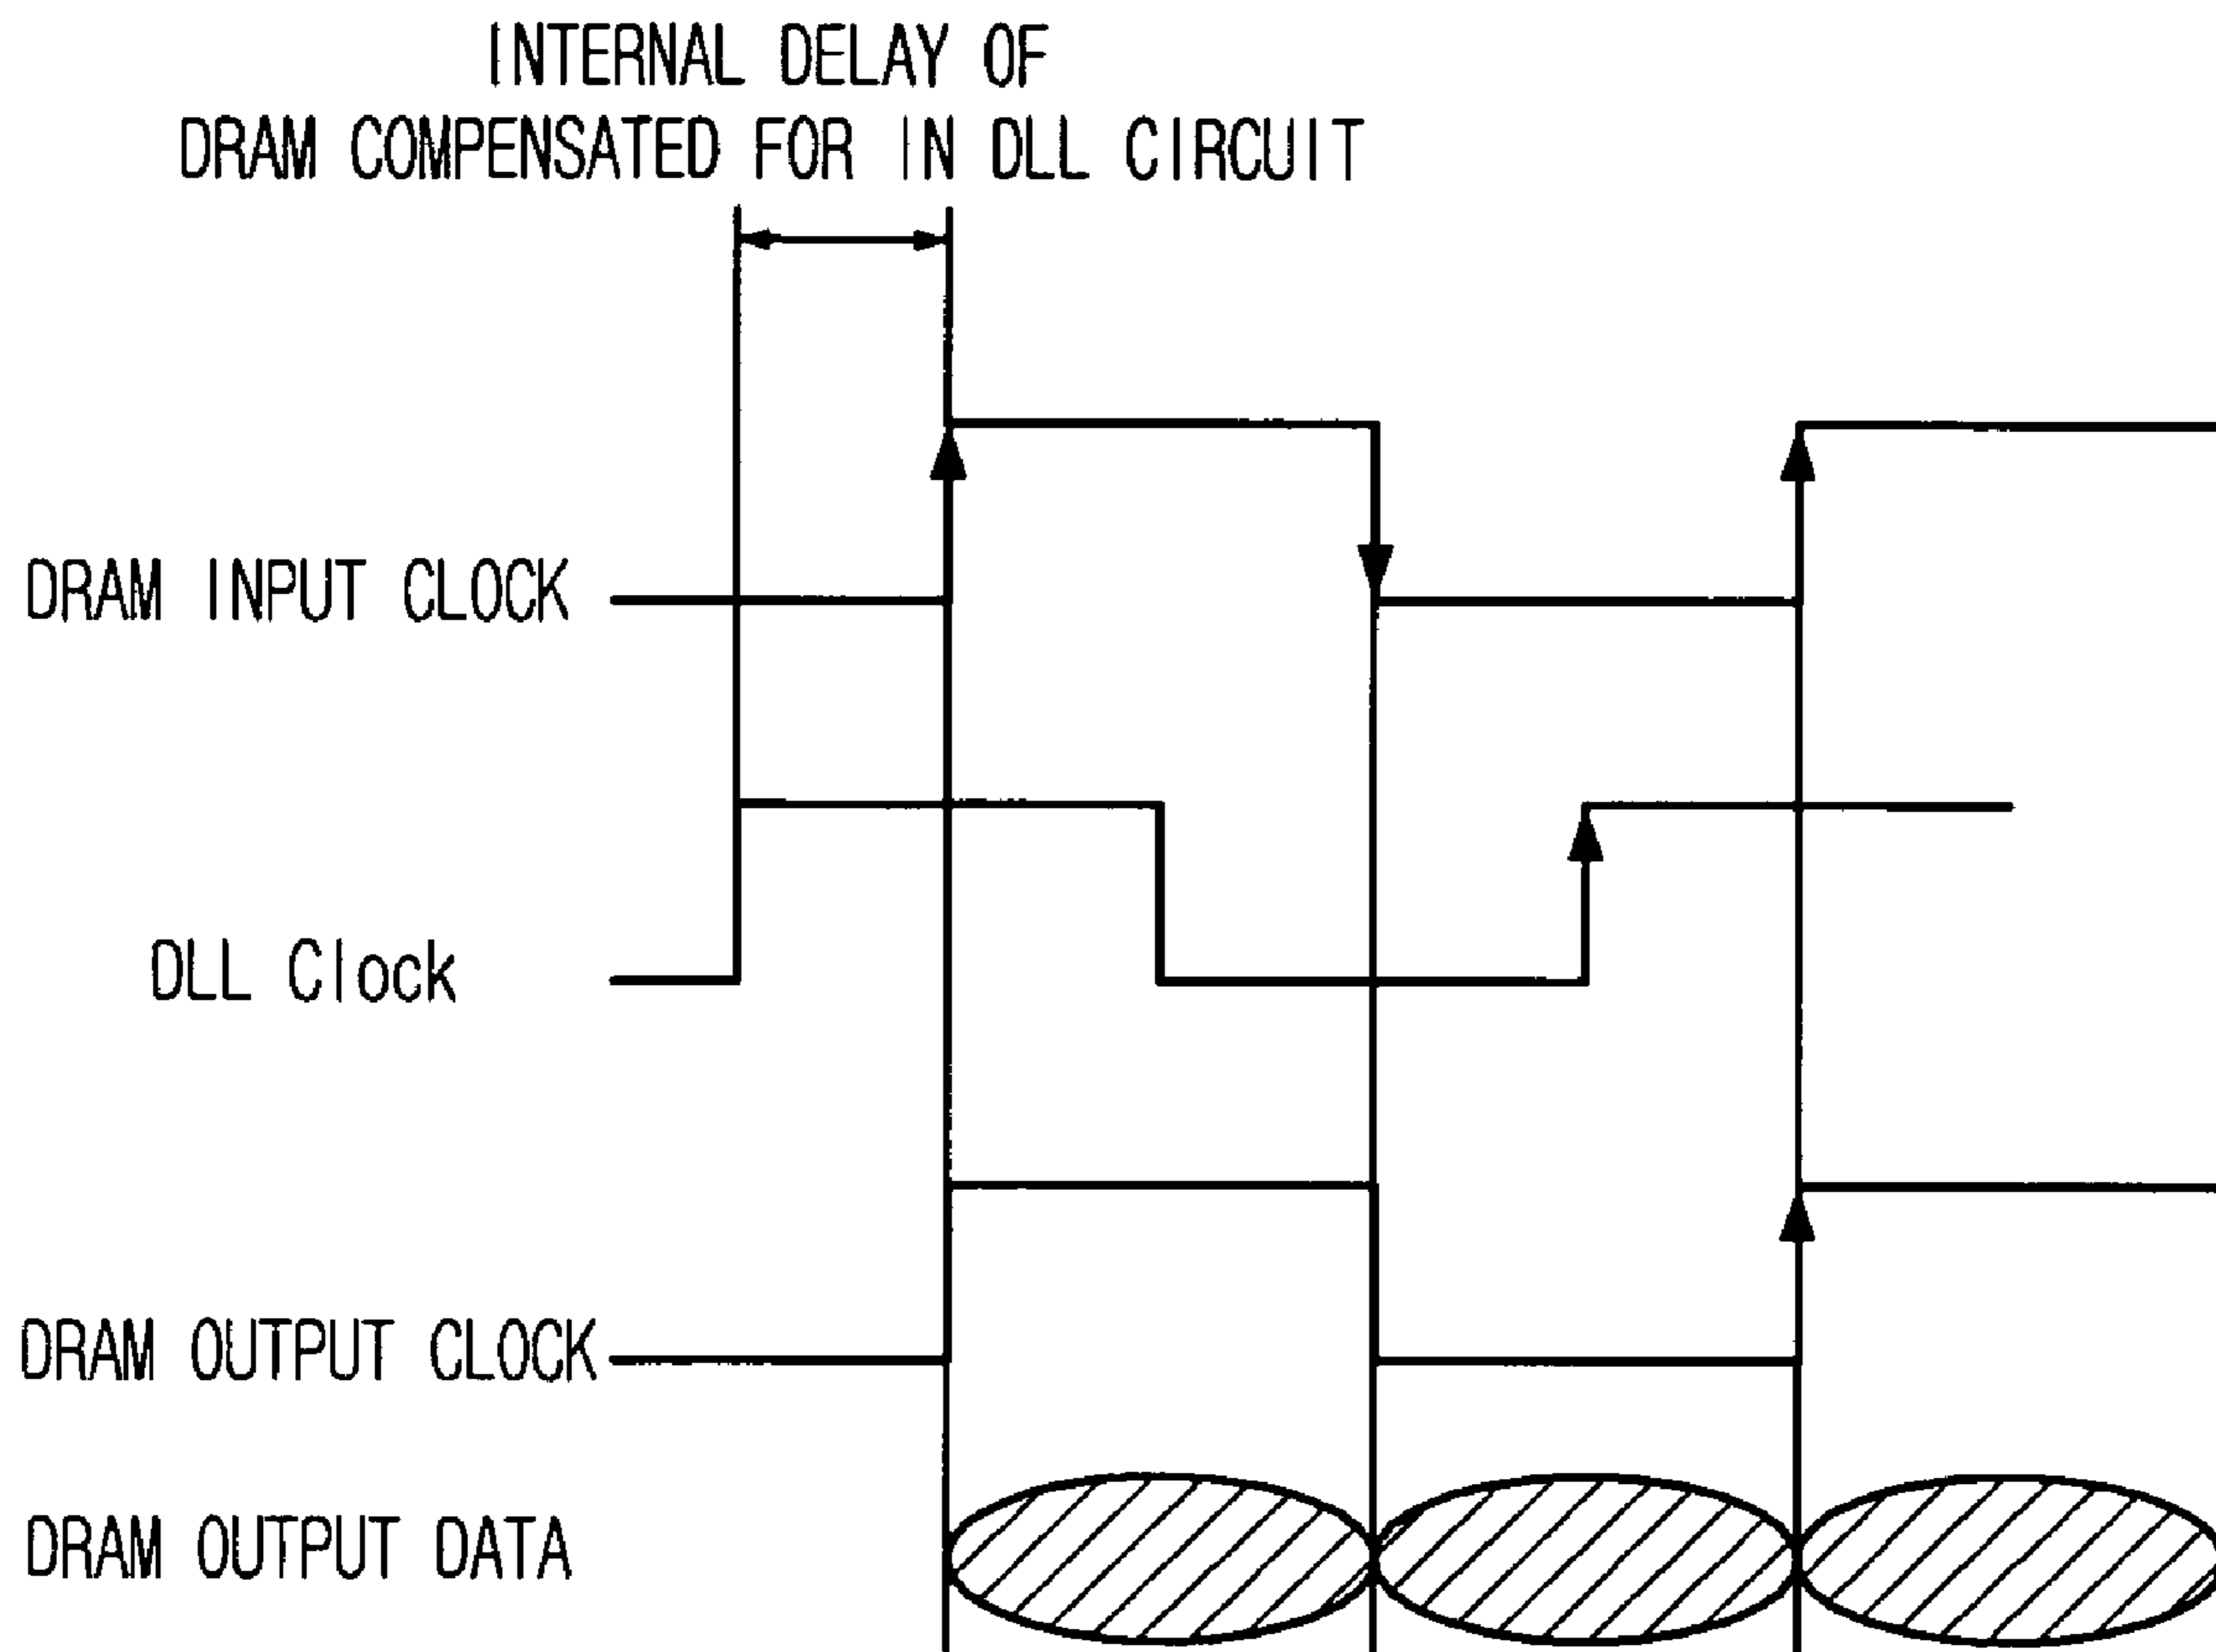 INTERNAL DELAY OF
DRAM COMPENSATED FOR IN DLL CIRCUIT
DRAM INPUT CLOCK
DLL Clock
DRAM OUTPUT CLOCK
DRAM OUTPUT DATA